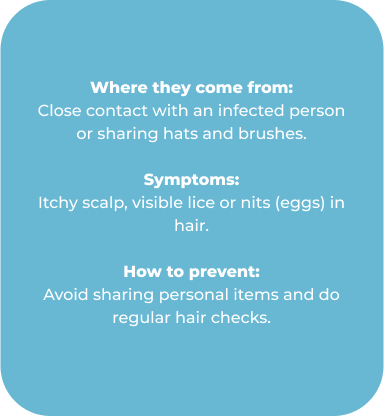 Where they come from:
Close contact with an infected person
or sharing hats and brushes.
Symptoms:
Itchy scalp, visible lice or nits (eggs) in
hair.
How to prevent:
Avoid sharing personal items and do
regular hair checks.